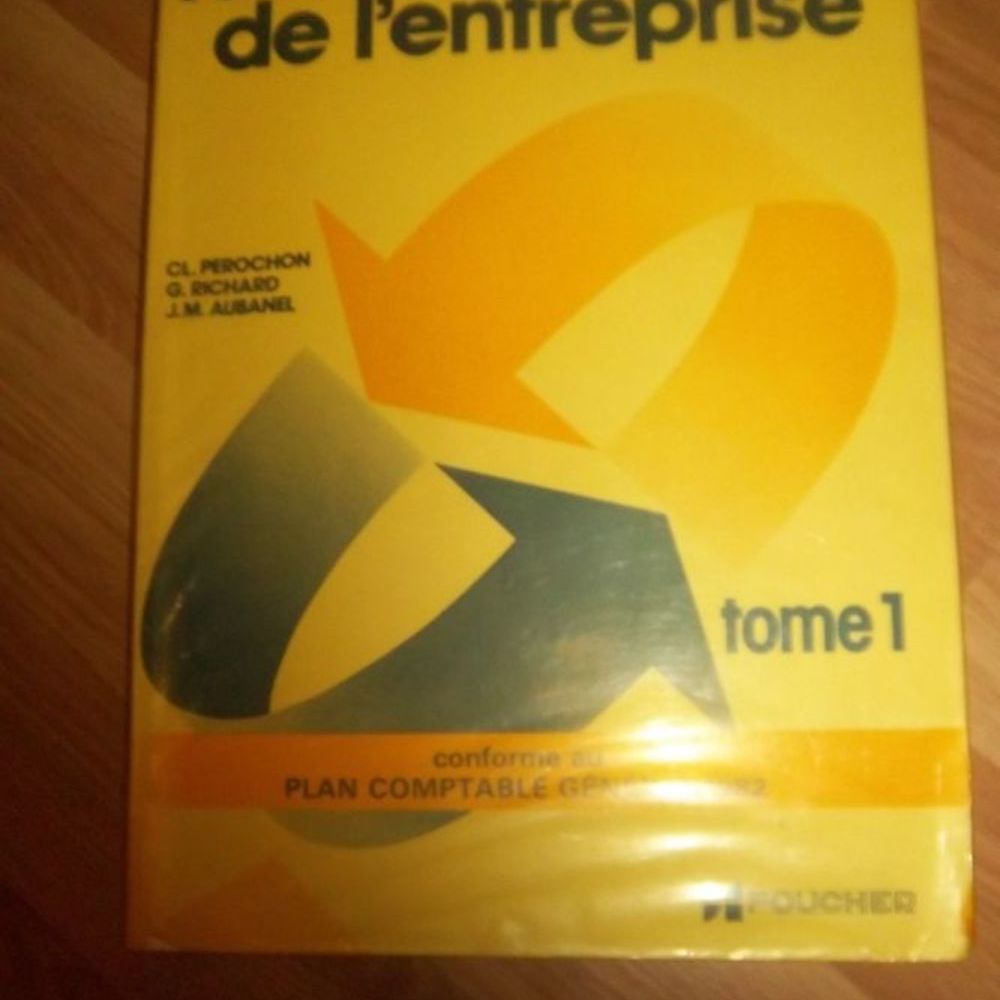 de l'entreprise
CL. PEROCHON
G. RICHARD
J.M. AUBANEL
tome 1
conforme au
PLAN COMPTABLE
FOUCHER